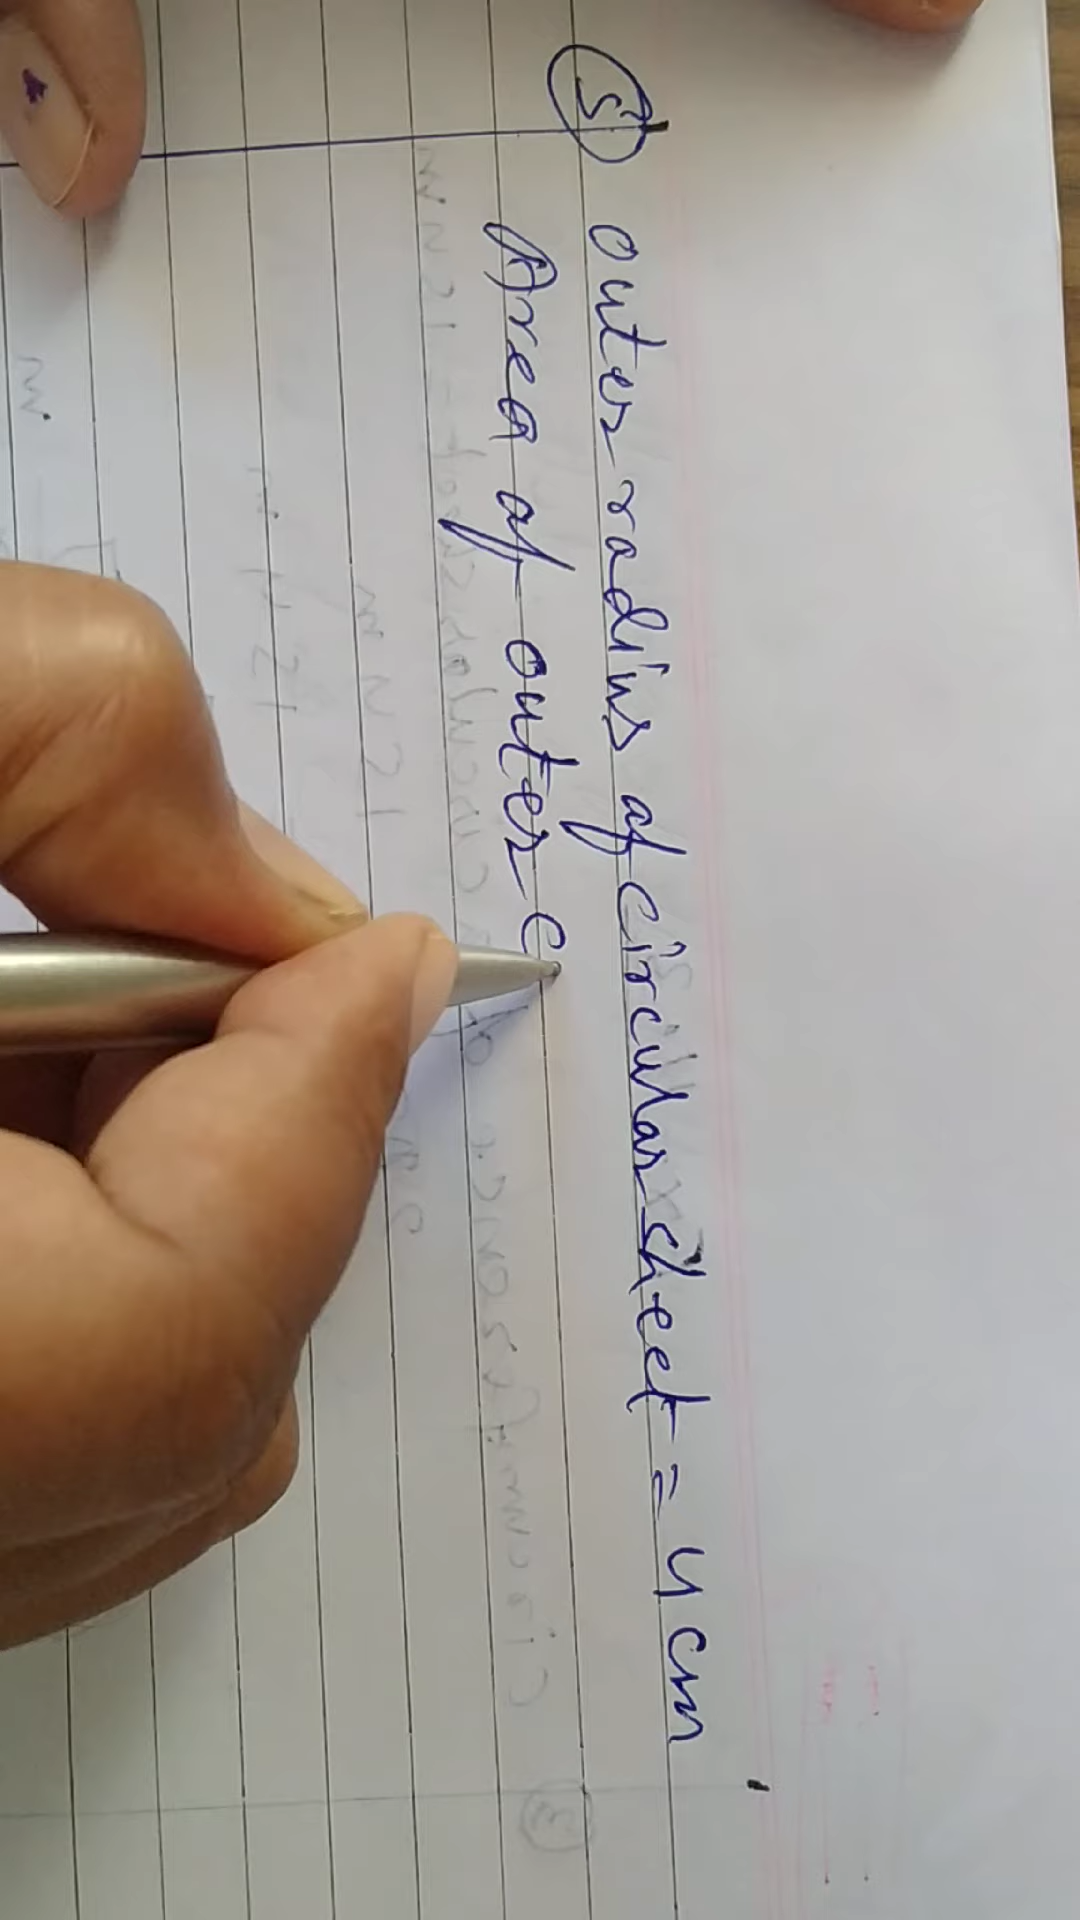 5 outer radius of circular sheet = 4 cm
Area of outer c